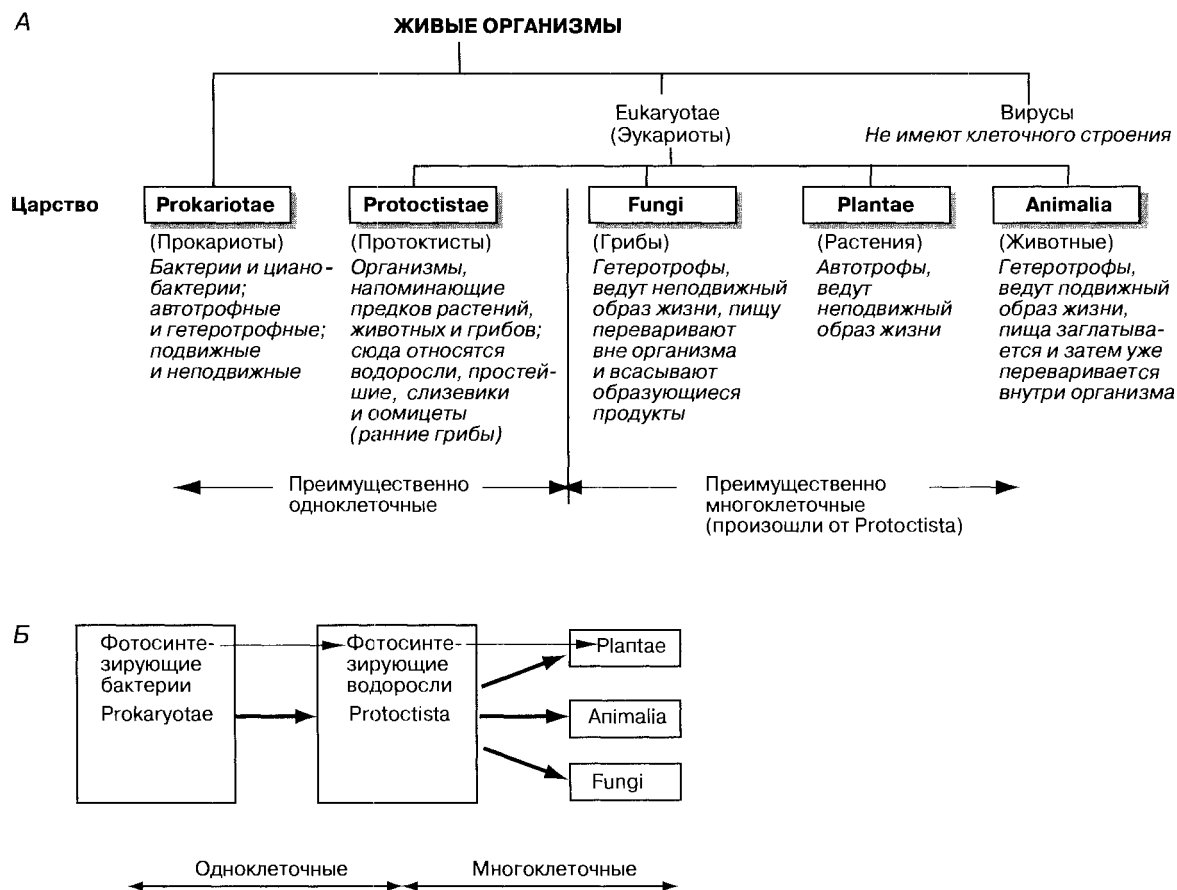 А
ЖИВЫЕ ОРГАНИЗМЫ
Eukaryotae
(Эукариоты)
Вирусы
Не имеют клеточного строения
Царство
Prokariotae
(Прокариоты)
Бактерии и циано-
бактерии;
автотрофные
и гетеротрофные;
подвижные
и неподвижные
Protoctistae
(Протоктисты)
Организмы,
напоминающие
предков растений,
животных и грибов;
сюда относятся
водоросли, простей-
шие, слизевики
и оомицеты
(ранние грибы)
Fungi
(Грибы)
Гетеротрофы,
ведут неподвижный
образ жизни, пищу
переваривают
вне организма
и всасывают
образующиеся
продукты
Plantae
(Растения)
Автотрофы,
ведут
неподвижный
образ жизни
Animalia
(Животные)
Гетеротрофы,
ведут подвижный
образ жизни,
пища заглатыва-
ется и затем уже
переваривается
внутри организма
Преимущественно
одноклеточные
Преимущественно
многоклеточные
(произошли от Protoctista)
Б
Фотосинте-
зирующие
бактерии
Prokaryotae
Фотосинте-
зирующие
водоросли
Protoctista
Plantae
Animalia
Fungi
Одноклеточные
Многоклеточные